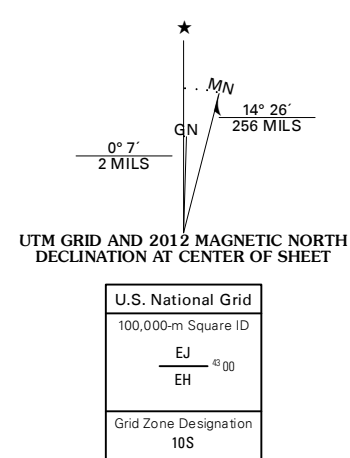 ★
MN
14° 26´
256 MILS
GN
0° 7´
2 MILS
UTM GRID AND 2012 MAGNETIC NORTH
DECLINATION AT CENTER OF SHEET
U.S. National Grid
100,000-m Square ID
EJ
43 00
EH
Grid Zone Designation
10S